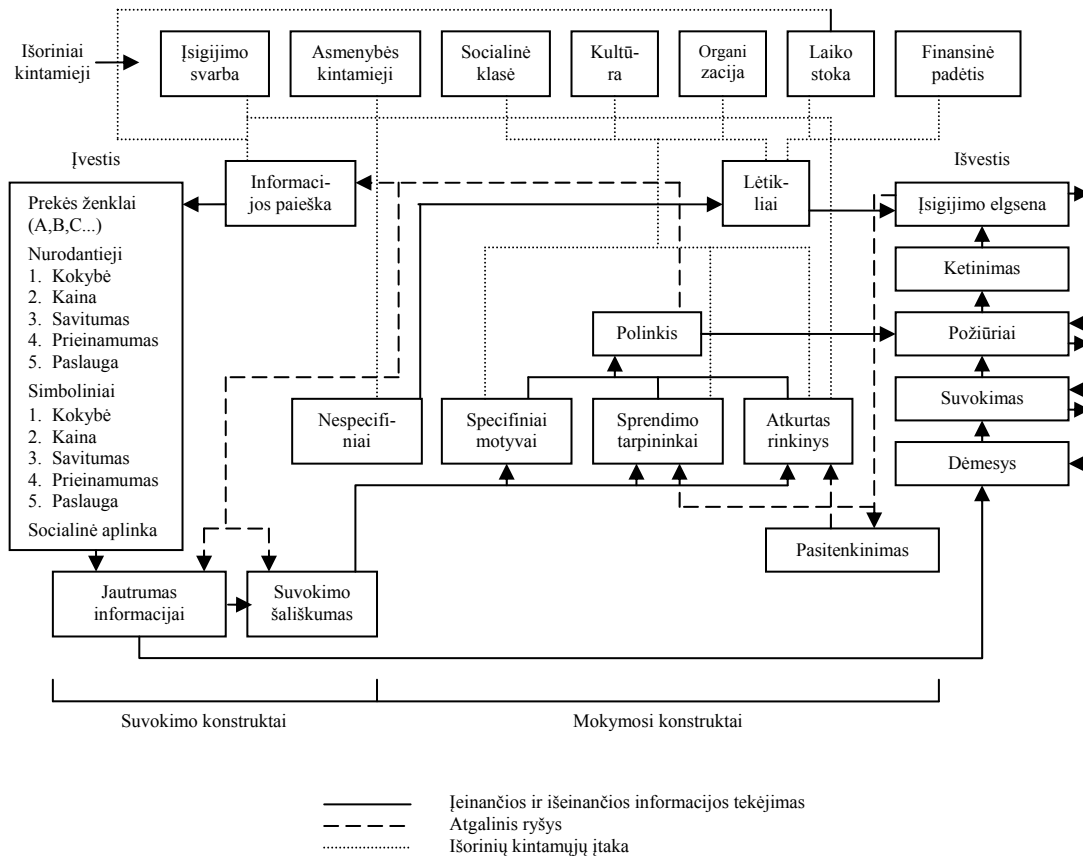 Išoriniai
kintamieji
Įsigijimo
svarba
Asmenybės
kintamieji
Socialinė
klasė
Kultū-
ra
Organi
zacija
Laiko
stoka
Finansinė
padėtis
Įvestis
Išvestis
Prekės ženklai
(A,B,C...)
Nurodantieji
1. Kokybė
2. Kaina
3. Savitumas
4. Prieinamumas
5. Paslauga
Simboliniai
1. Kokybė
2. Kaina
3. Savitumas
4. Prieinamumas
5. Paslauga
Socialinė aplinka
Informaci-
jos paieška
Lėtik-
liai
Įsigijimo elgsena
Ketinimas
Polinkis
Požiūriai
Suvokimas
Nespecifi-
niai
Specifiniai
motyvai
Sprendimo
tarpininkai
Atkurtas
rinkinys
Dėmesys
Pasitenkinimas
Jautrumas
informacijai
Suvokimo
šališkumas
Suvokimo konstruktai
Mokymosi konstruktai
Įeinančios ir išeinančios informacijos tekėjimas
Atgalinis ryšys
Išorinių kintamųjų įtaka